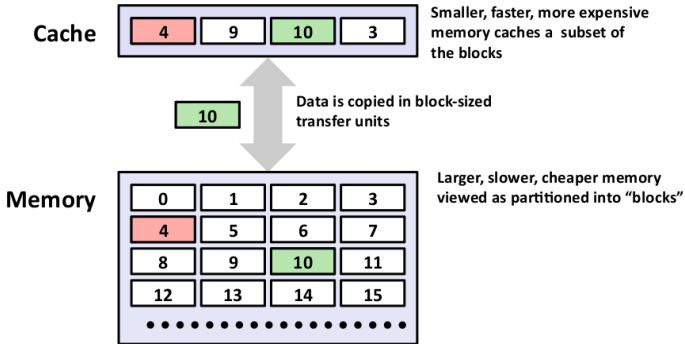 Cache
4 9 10 3
Smaller, faster, more expensive
memory caches a subset of
the blocks
10
Data is copied in block-sized
transfer units
Memory
0 1 2 3
4 5 6 7
8 9 10 11
12 13 14 15
Larger, slower, cheaper memory
viewed as partitioned into “blocks”